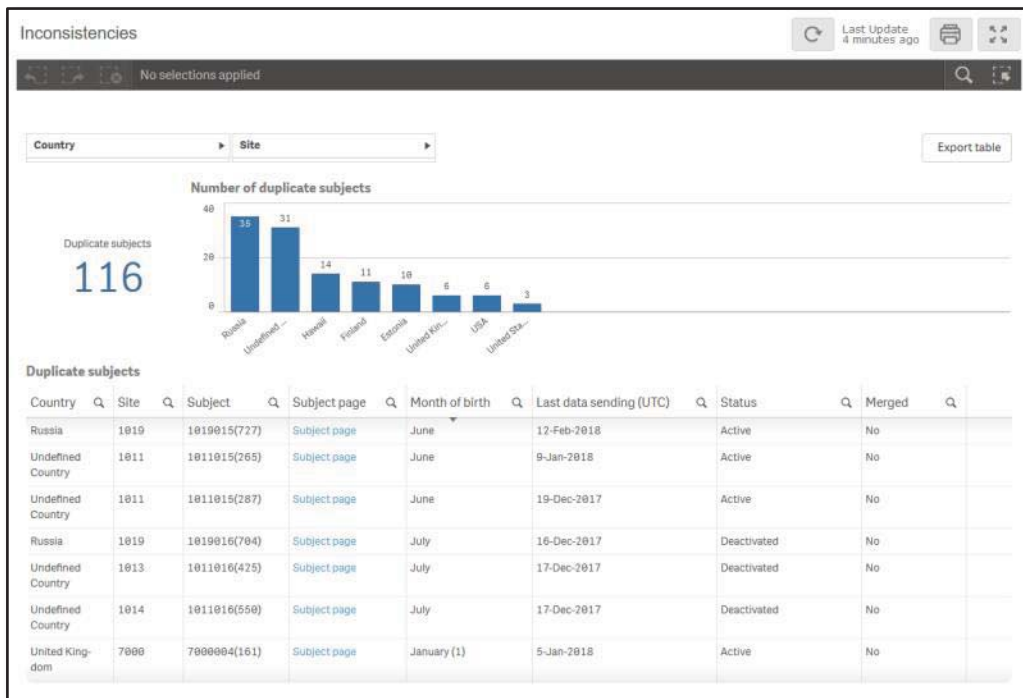 Inconsistencies
Last Update
4 minutes ago
No selections applied
Country
Site
Export table
Number of duplicate subjects
Duplicate subjects
116
40
20
0
35
31
14
11
10
6
6
3
Russia
Undefined ...
Hawaii
Finland
Estonia
United Kin...
USA
United Sta...
Duplicate subjects
Country Site Subject Subject page Month of birth Last data sending (UTC) Status Merged
Russia 1019 1019015(727) Subject page June 12-Feb-2018 Active No
Undefined 1011 1011015(265) Subject page June 9-Jan-2018 Active No
Country
Undefined 1011 1011015(287) Subject page June 19-Dec-2017 Active No
Country
Russia 1019 1019016(704) Subject page July 16-Dec-2017 Deactivated No
Undefined 1013 1011016(425) Subject page July 17-Dec-2017 Deactivated No
Country
Undefined 1014 1011016(550) Subject page July 17-Dec-2017 Deactivated No
Country
United King- 7000 7000004(161) Subject page January (1) 5-Jan-2018 Active No
dom